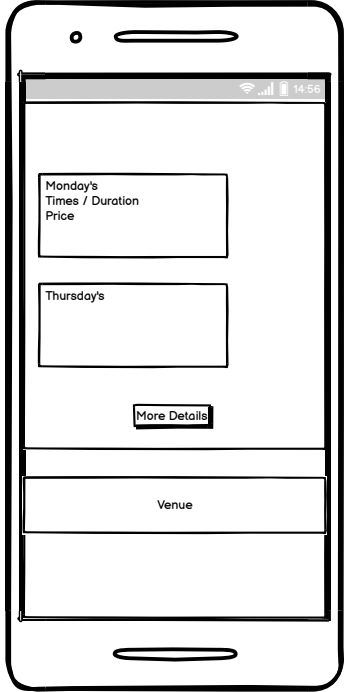 14:56
Monday's
Times / Duration
Price
Thursday's
More Details
Venue